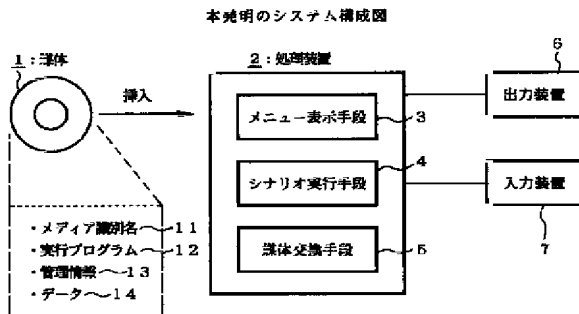 本発明のシステム構成図
1:媒体
2:処理装置
6
挿入
出力装置
メニュー表示手段
3
4
シナリオ実行手段
入力装置
7
媒体交換手段
5
・メディア識別名~11
・実行プログラム~12
・管理情報~13
・データ~14